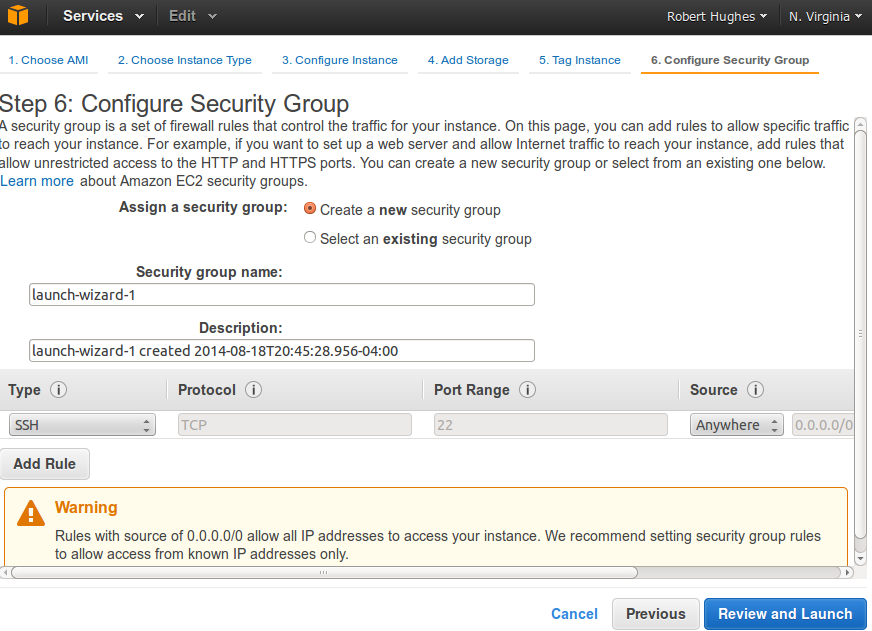 Services Edit Robert Hughes N. Virginia
1. Choose AMI 2. Choose Instance Type 3. Configure Instance 4. Add Storage 5. Tag Instance 6. Configure Security Group
Step 6: Configure Security Group
A security group is a set of firewall rules that control the traffic for your instance. On this page, you can add rules to allow specific traffic
to reach your instance. For example, if you want to set up a web server and allow Internet traffic to reach your instance, add rules that
allow unrestricted access to the HTTP and HTTPS ports. You can create a new security group or select from an existing one below.
Learn more about Amazon EC2 security groups.
Assign a security group: Create a new security group
Select an existing security group
Security group name:
launch-wizard-1
Description:
launch-wizard-1 created 2014-08-18T20:45:28.956-04:00
Type i Protocol i Port Range i Source i
SSH TCP 22 Anywhere 0.0.0.0/0
Add Rule
Warning
Rules with source of 0.0.0.0/0 allow all IP addresses to access your instance. We recommend setting security group rules
to allow access from known IP addresses only.
Cancel Previous Review and Launch